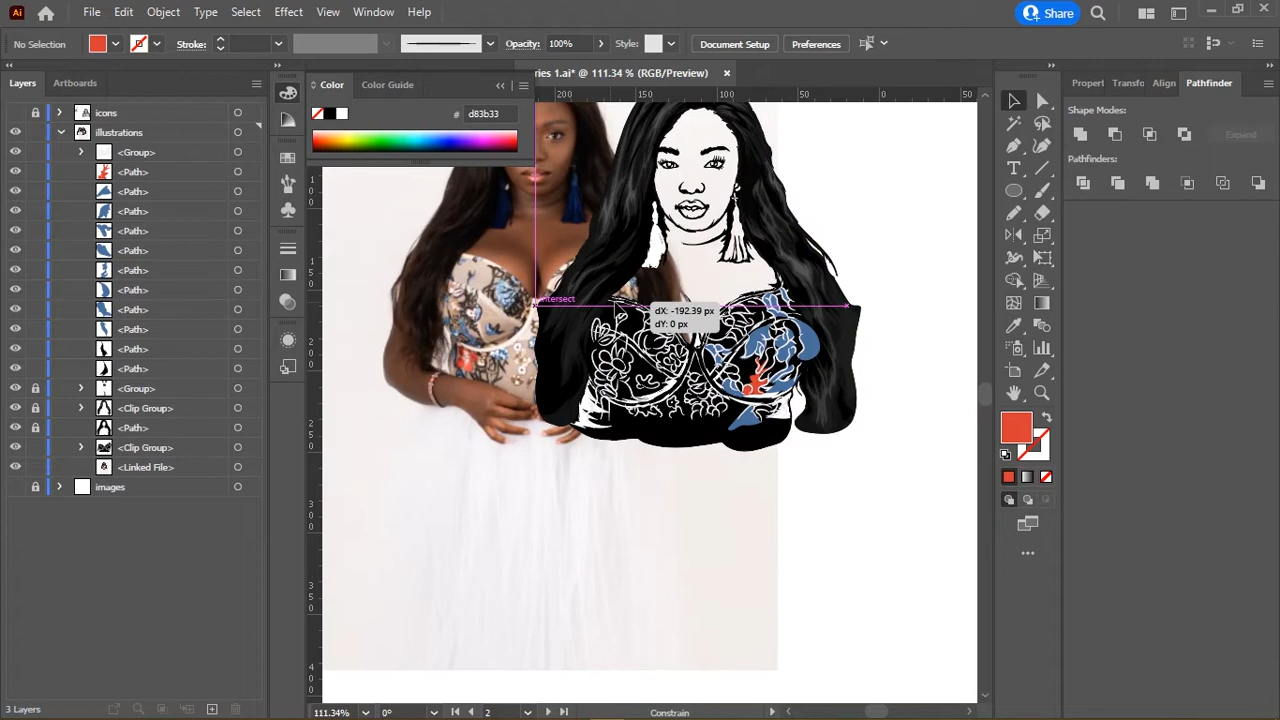 Ai File Edit Object Type Select Effect View Window Help Share
No Selection Stroke: Opacity: 100% Style: Document Setup Preferences
Layers Artboards
Color Color Guide
ries 1.ai* @ 111.34 % (RGB/Preview)
Properl Transfo Align Pathfinder
# d83b33
200 150 100 50 0 50
Shape Modes:
Expand
Pathfinders:
icons
illustrations
<Group>
<Path>
<Path>
<Path>
<Path>
<Path>
<Path>
<Path>
<Path>
<Path>
<Path>
<Path>
<Group>
<Clip Group>
<Path>
<Clip Group>
<Linked File>
images
intersect
dX: -192.39 px
dY: 0 px
3 Layers
111.34% 0° 2 Constrain